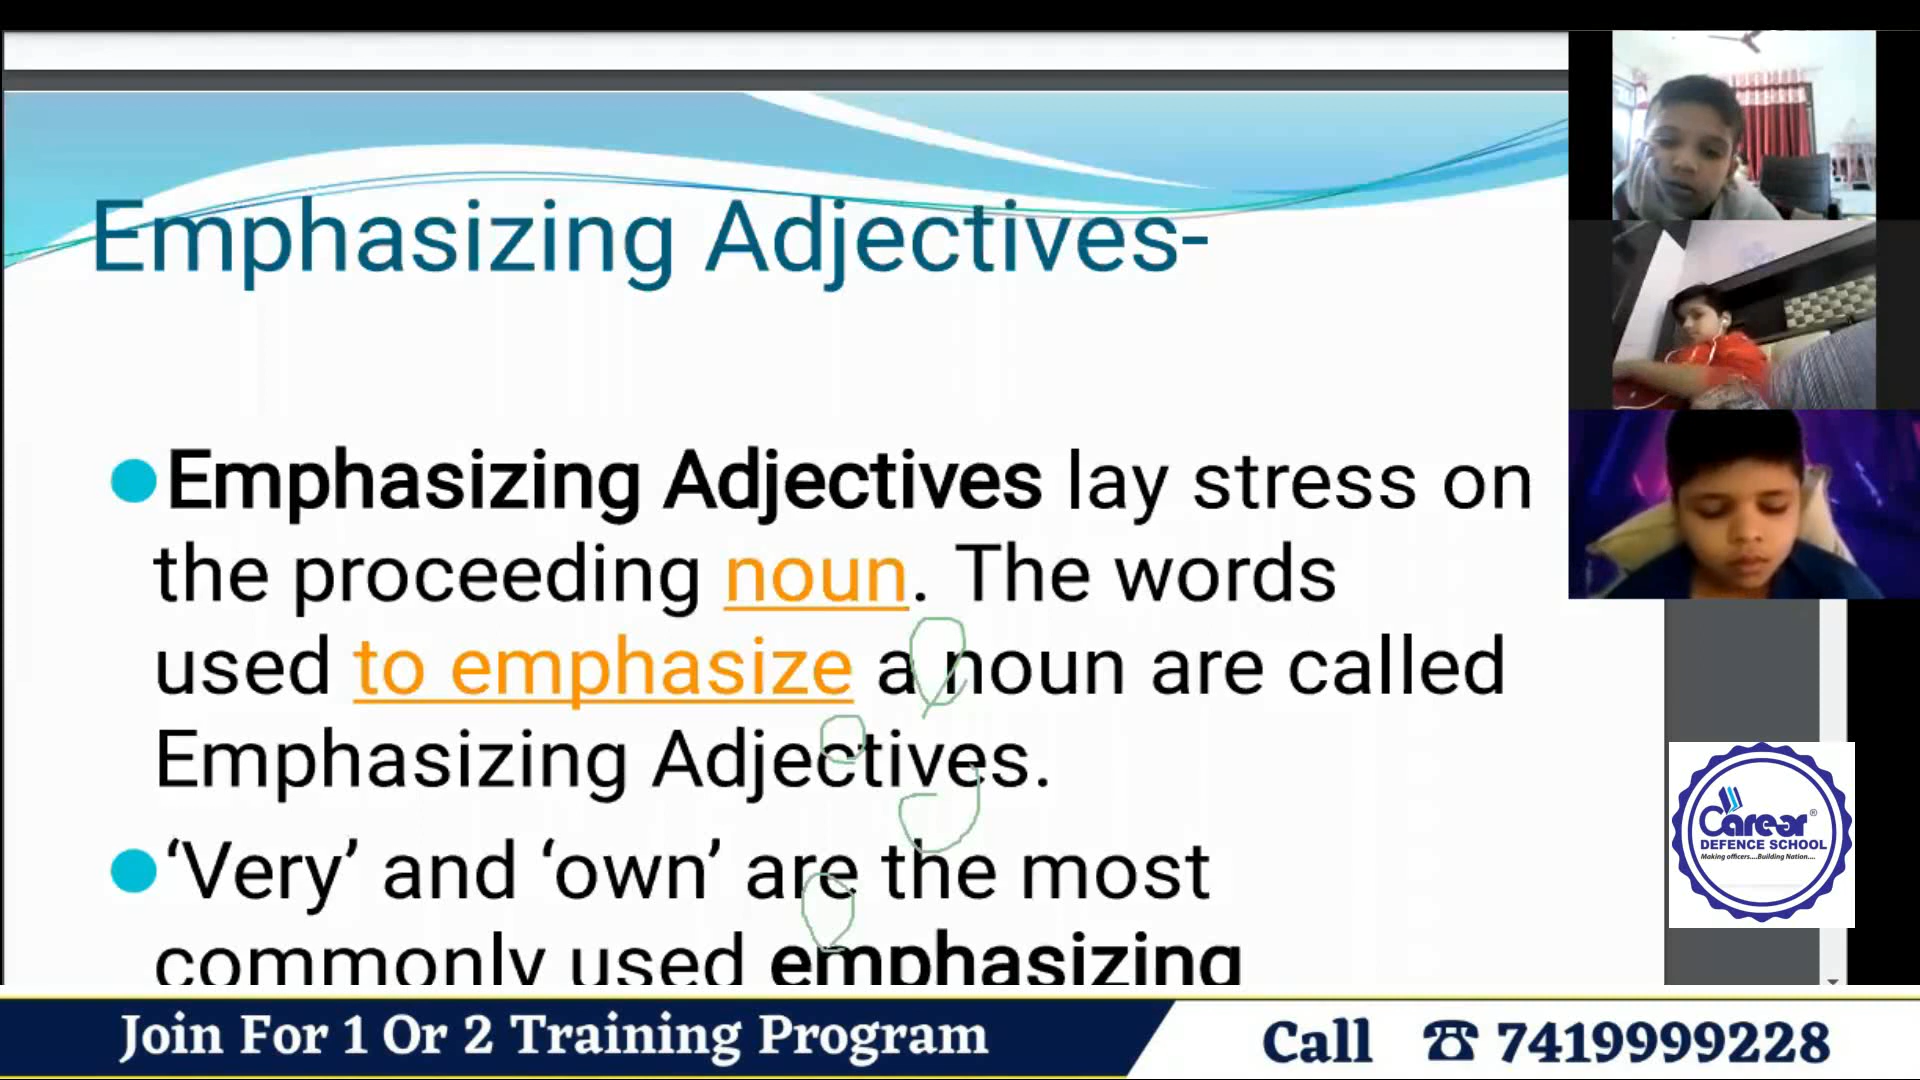 Emphasizing Adjectives-
Emphasizing Adjectives lay stress on
the proceeding noun. The words
used to emphasize a noun are called
Emphasizing Adjectives.
‘Very’ and ‘own’ are the most
commonly used emphasizing
Career®
DEFENCE SCHOOL
Making officers....Building Nation....
Join For 1 Or 2 Training Program
Call ☎ 7419999228